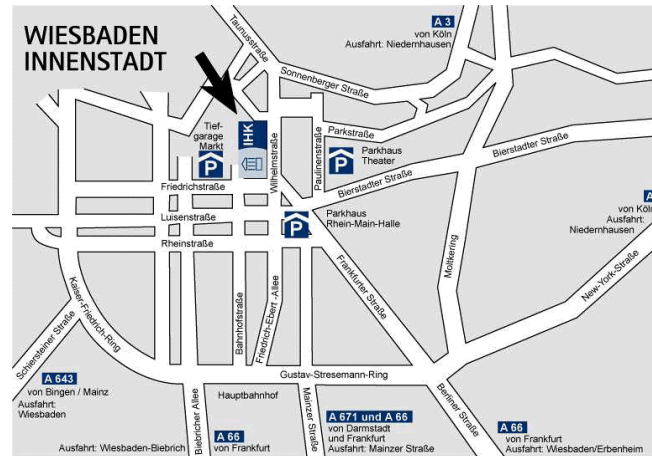 WIESBADEN
INNENSTADT
Taunusstraße
A 3
von Köln
Ausfahrt: Niedernhausen
Sonnenberger Straße
Tief-
garage
Markt
P
IHK
Wilhelmstraße
Paulinenstraße
Parkstraße
P
Parkhaus
Theater
Bierstadter Straße
Bierstadter Straße
Friedrichstraße
Luisenstraße
Rheinstraße
P
Parkhaus
Rhein-Main-Halle
A
von Köl
Ausfahrt:
Niedernhausen
Kaiser-Friedrich-Ring
Schiersteiner Straße
Bahnhofstraße
Friedrich-Ebert-Allee
Frankfurter Straße
Moltkering
New-York-Straße
Gustav-Stresemann-Ring
A 643
von Bingen / Mainz
Ausfahrt:
Wiesbaden
Hauptbahnhof
Biebricher Allee
Mainzer Straße
Berliner Straße
Ausfahrt: Wiesbaden-Biebrich
A 66
von Frankfurt
A 671 und A 66
von Darmstadt
und Frankfurt
Ausfahrt: Mainzer Straße
A 66
von Frankfurt
Ausfahrt: Wiesbaden/Erbenheim